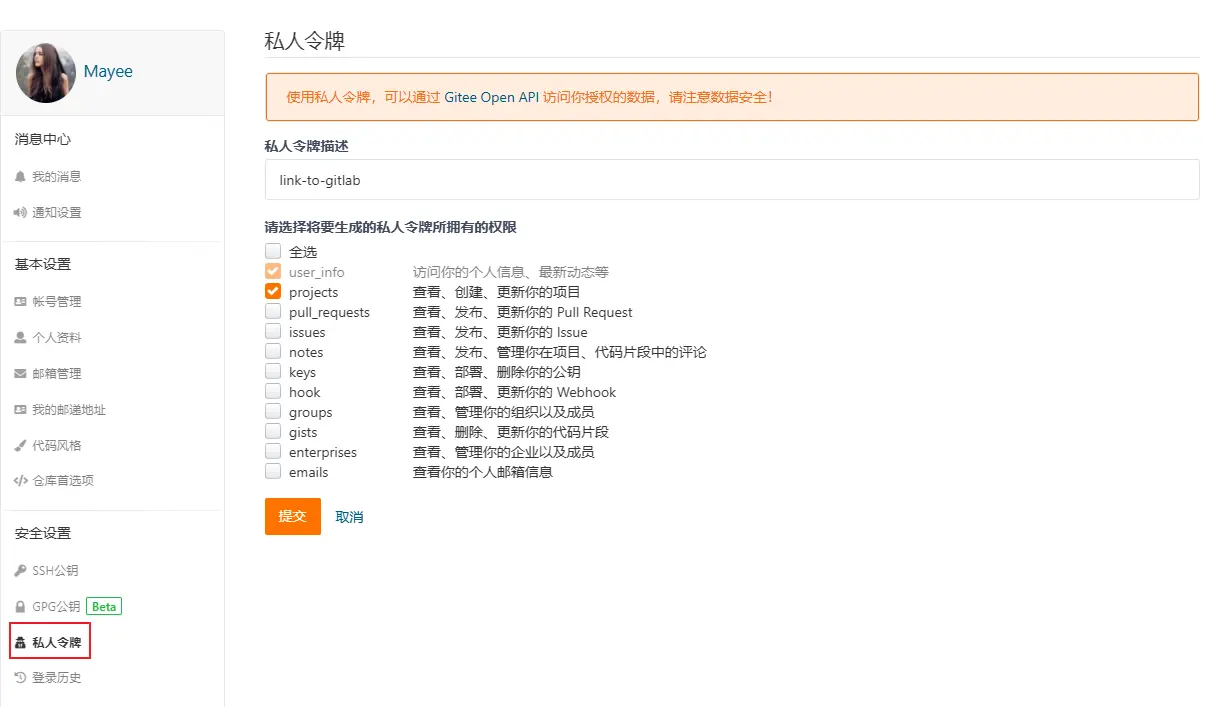 Mayee
消息中心
我的消息
通知设置
基本设置
帐号管理
个人资料
邮箱管理
我的邮递地址
代码风格
仓库首选项
安全设置
SSH公钥
GPG公钥 Beta
私人令牌
登录历史
私人令牌
使用私人令牌，可以通过 Gitee Open API 访问你授权的数据，请注意数据安全！
私人令牌描述
link-to-gitlab
请选择将要生成的私人令牌所拥有的权限
全选
user_info 访问你的个人信息、最新动态等
projects 查看、创建、更新你的项目
pull_requests 查看、发布、更新你的 Pull Request
issues 查看、发布、更新你的 Issue
notes 查看、发布、管理你在项目、代码片段中的评论
keys 查看、部署、删除你的公钥
hook 查看、部署、更新你的 Webhook
groups 查看、管理你的组织以及成员
gists 查看、删除、更新你的代码片段
enterprises 查看、管理你的企业以及成员
emails 查看你的个人邮箱信息
提交 取消